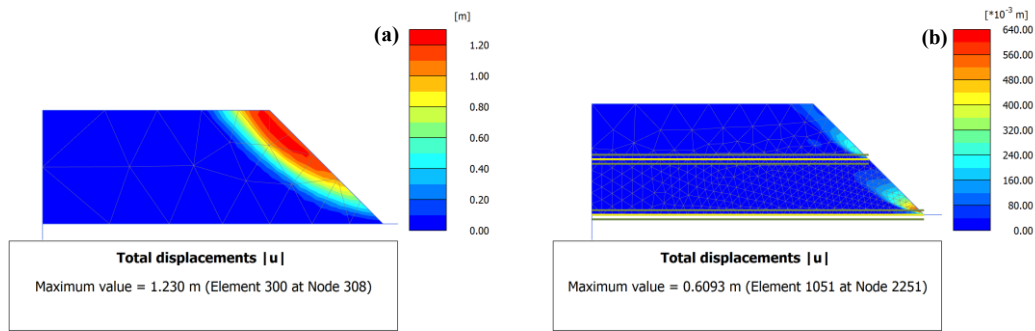 [m]
(a)
1.20
1.00
0.80
0.60
0.40
0.20
0.00
Total displacements |u|
Maximum value = 1.230 m (Element 300 at Node 308)
[*10⁻³ m]
(b)
640.00
560.00
480.00
400.00
320.00
240.00
160.00
80.00
0.00
Total displacements |u|
Maximum value = 0.6093 m (Element 1051 at Node 2251)